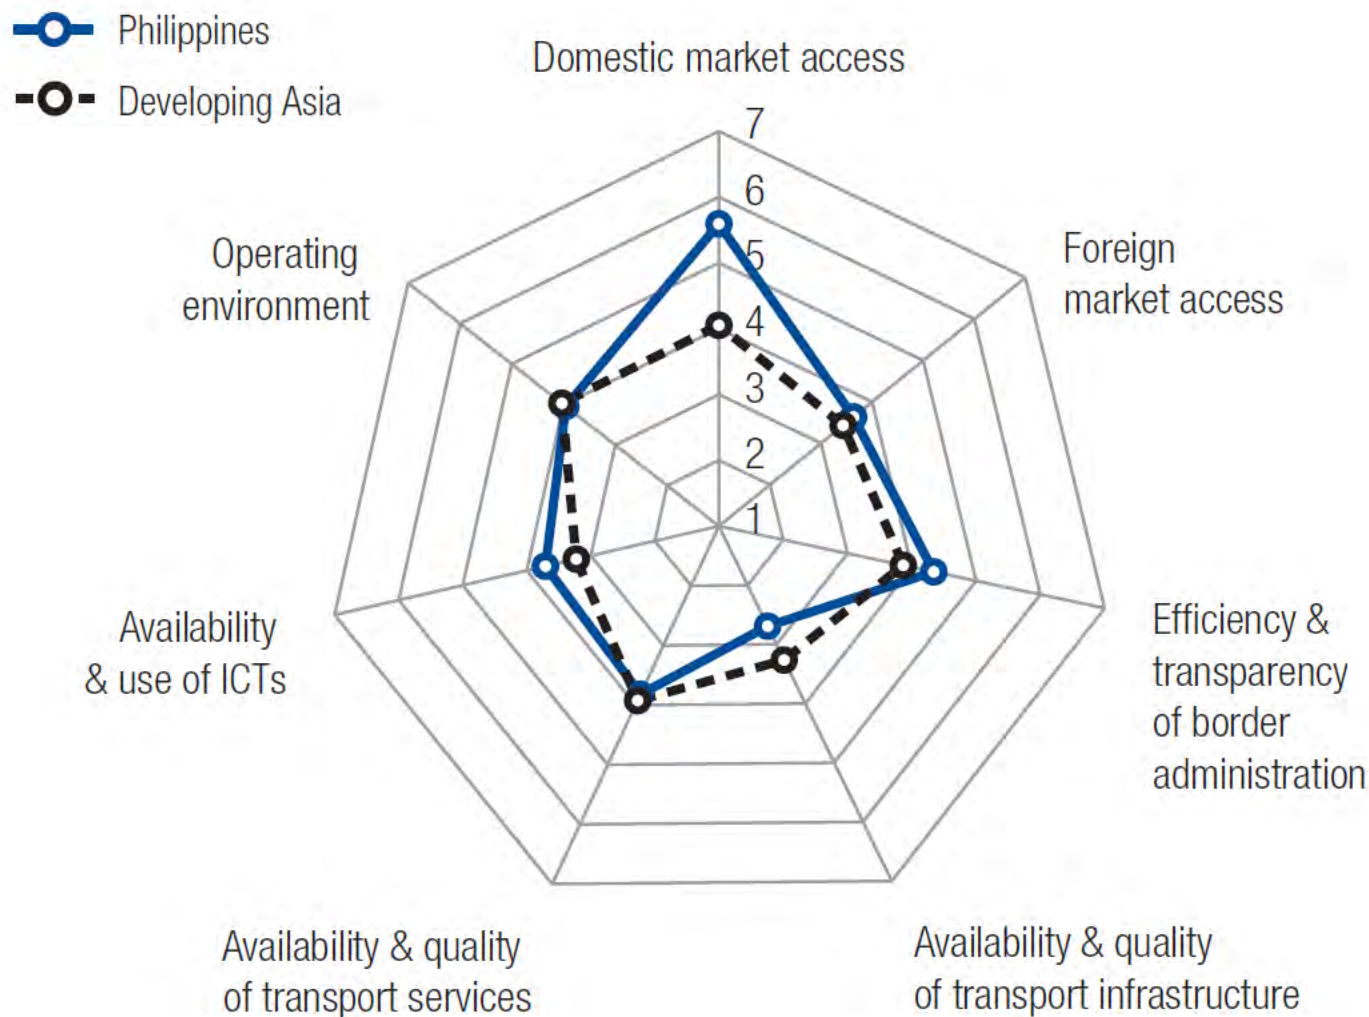 Philippines
Developing Asia
Domestic market access
7
6
5
4
3
2
1
Foreign
market access
Efficiency &
transparency
of border
administration
Availability & quality
of transport infrastructure
Availability & quality
of transport services
Availability
& use of ICTs
Operating
environment